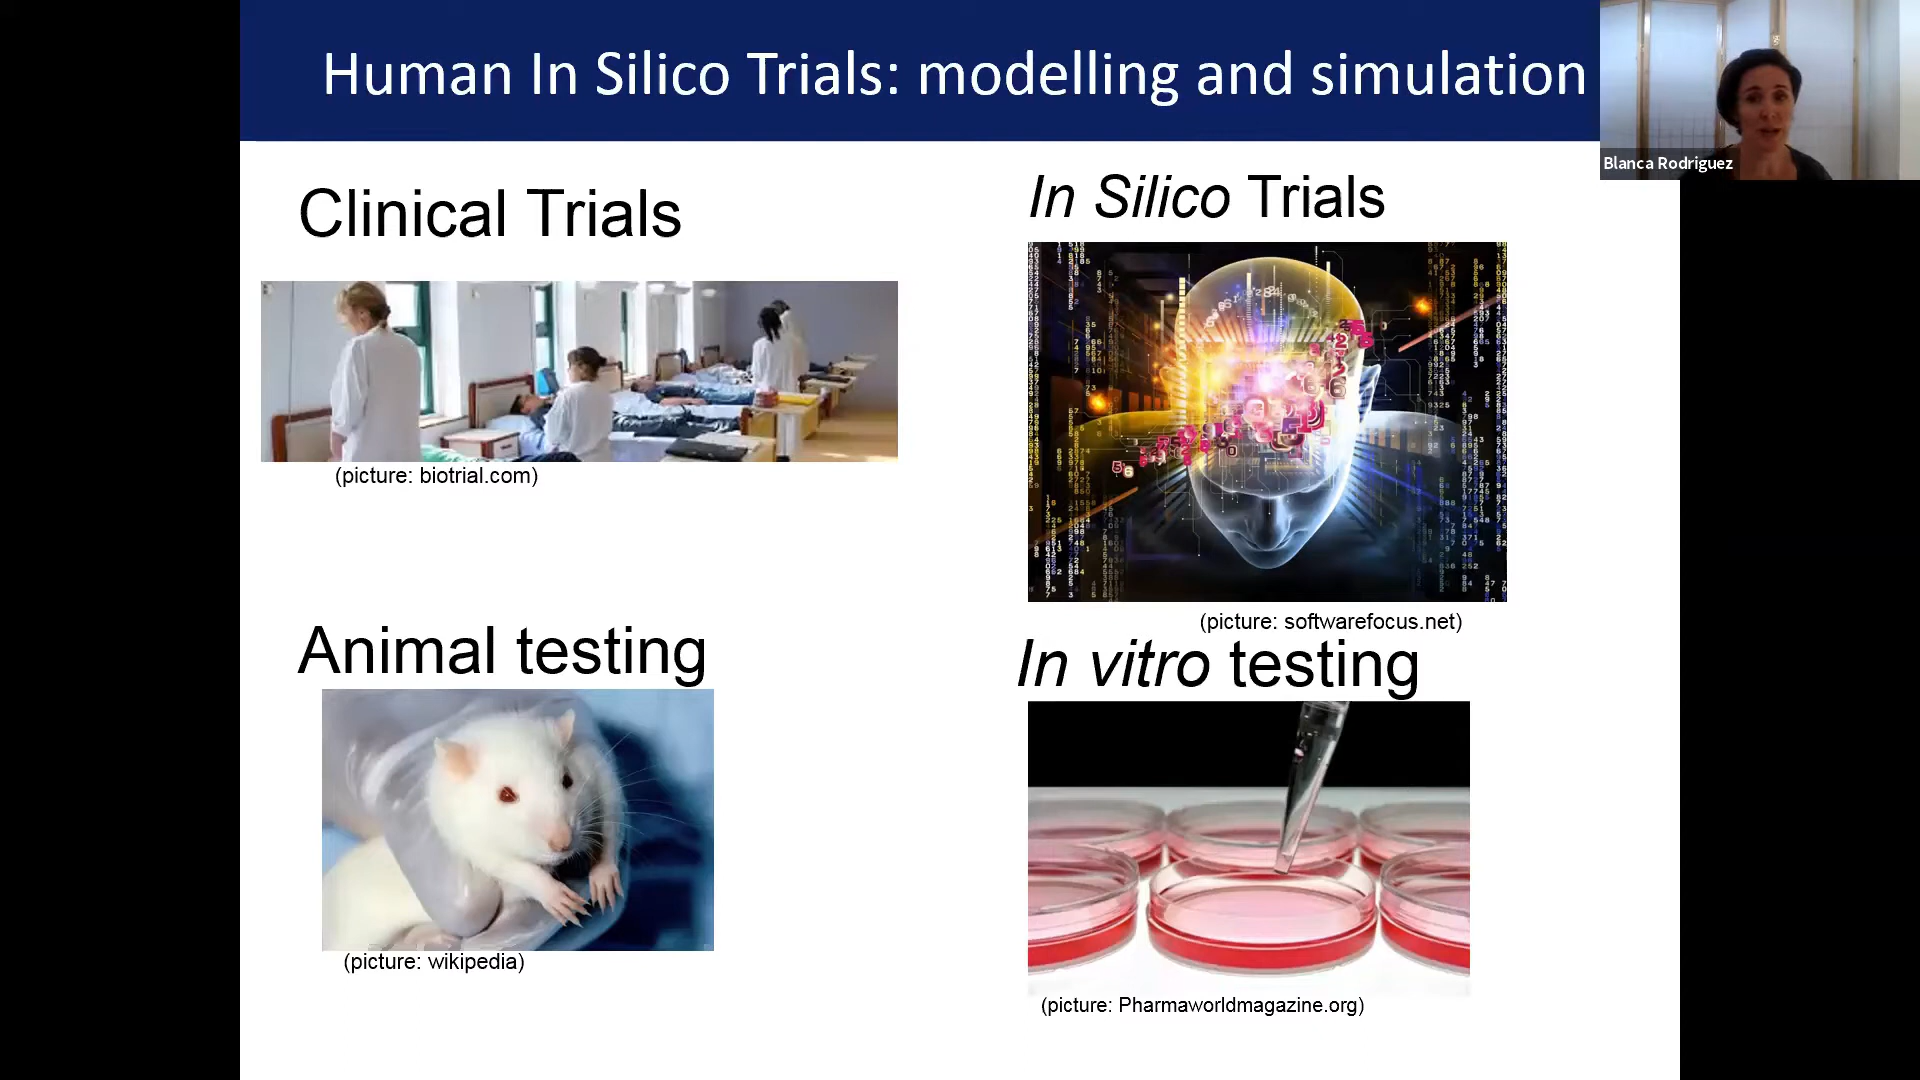 Human In Silico Trials: modelling and simulation
Blanca Rodriguez
Clinical Trials
(picture: biotrial.com)
In Silico Trials
(picture: softwarefocus.net)
Animal testing
(picture: wikipedia)
In vitro testing
(picture: Pharmaworldmagazine.org)